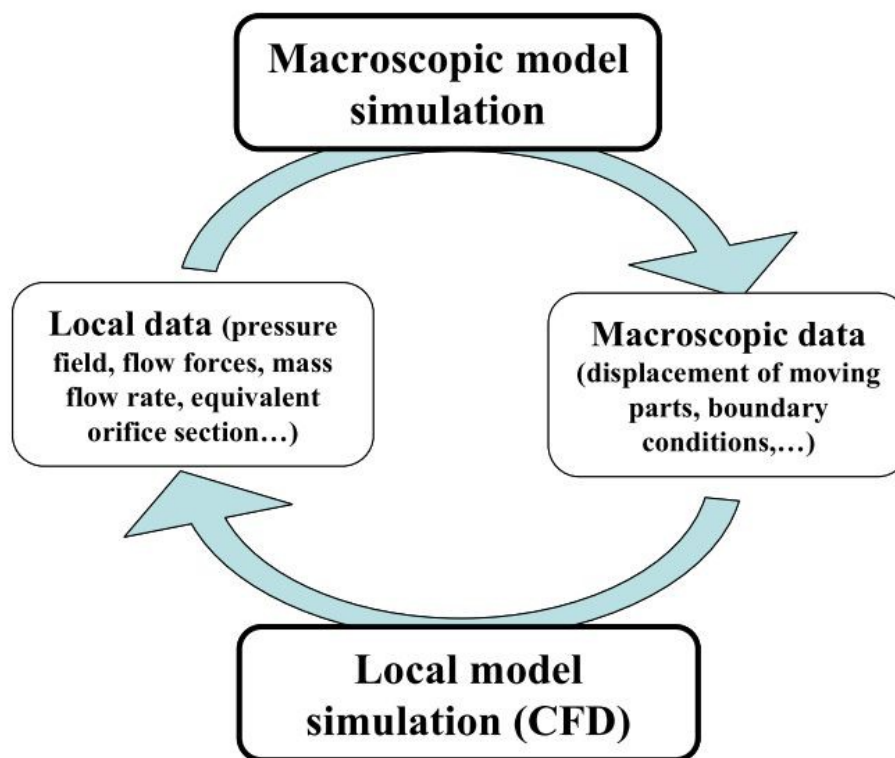 Macroscopic model
simulation
Local data (pressure
field, flow forces, mass
flow rate, equivalent
orifice section…)
Macroscopic data
(displacement of moving
parts, boundary
conditions,…)
Local model
simulation (CFD)